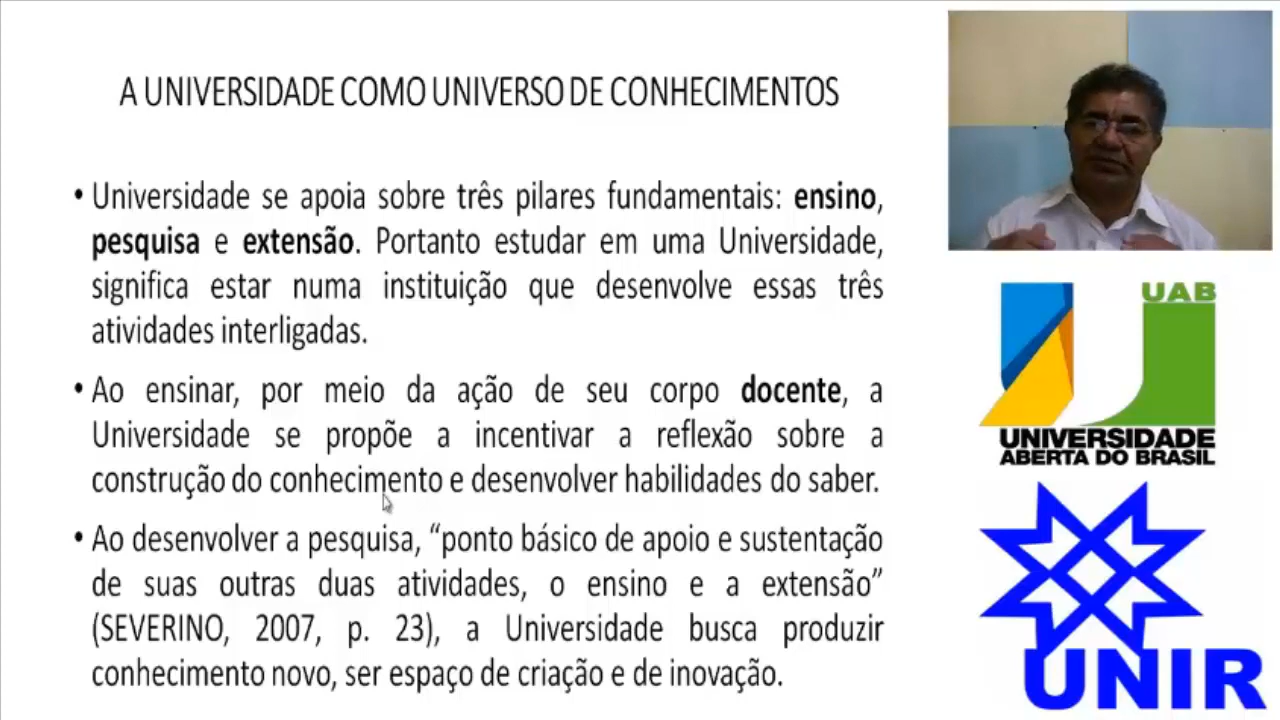 A UNIVERSIDADE COMO UNIVERSO DE CONHECIMENTOS
• Universidade se apoia sobre três pilares fundamentais: ensino,
pesquisa e extensão. Portanto estudar em uma Universidade,
significa estar numa instituição que desenvolve essas três
atividades interligadas.
• Ao ensinar, por meio da ação de seu corpo docente, a
Universidade se propõe a incentivar a reflexão sobre a
construção do conhecimento e desenvolver habilidades do saber.
• Ao desenvolver a pesquisa, “ponto básico de apoio e sustentação
de suas outras duas atividades, o ensino e a extensão”
(SEVERINO, 2007, p. 23), a Universidade busca produzir
conhecimento novo, ser espaço de criação e de inovação.
UAB
UNIVERSIDADE
ABERTA DO BRASIL
UNIR